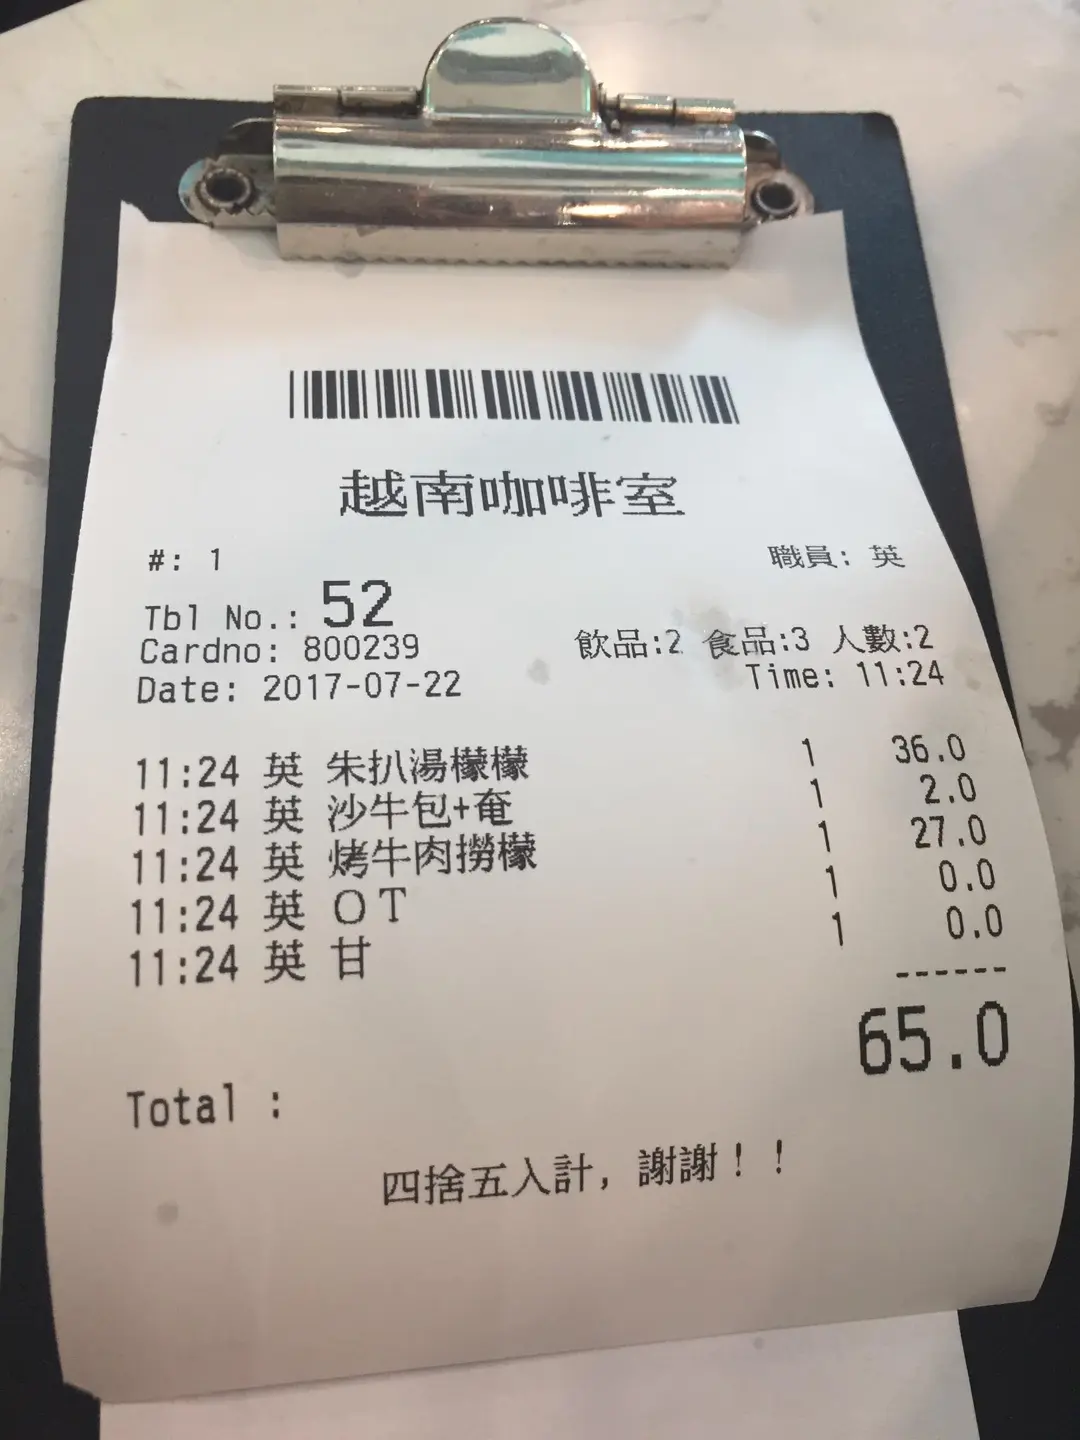 越南咖啡室
#: 1 職員: 英
Tbl No.: 52
Cardno: 800239 飲品:2 食品:3 人數:2
Date: 2017-07-22 Time: 11:24
11:24 英 朱扒湯檬檬 1 36.0
11:24 英 沙牛包+奄 1 2.0
11:24 英 烤牛肉撈檬 1 27.0
11:24 英 OT 1 0.0
11:24 英 甘 1 0.0
------
65.0
Total :
四捨五入計, 謝謝!!